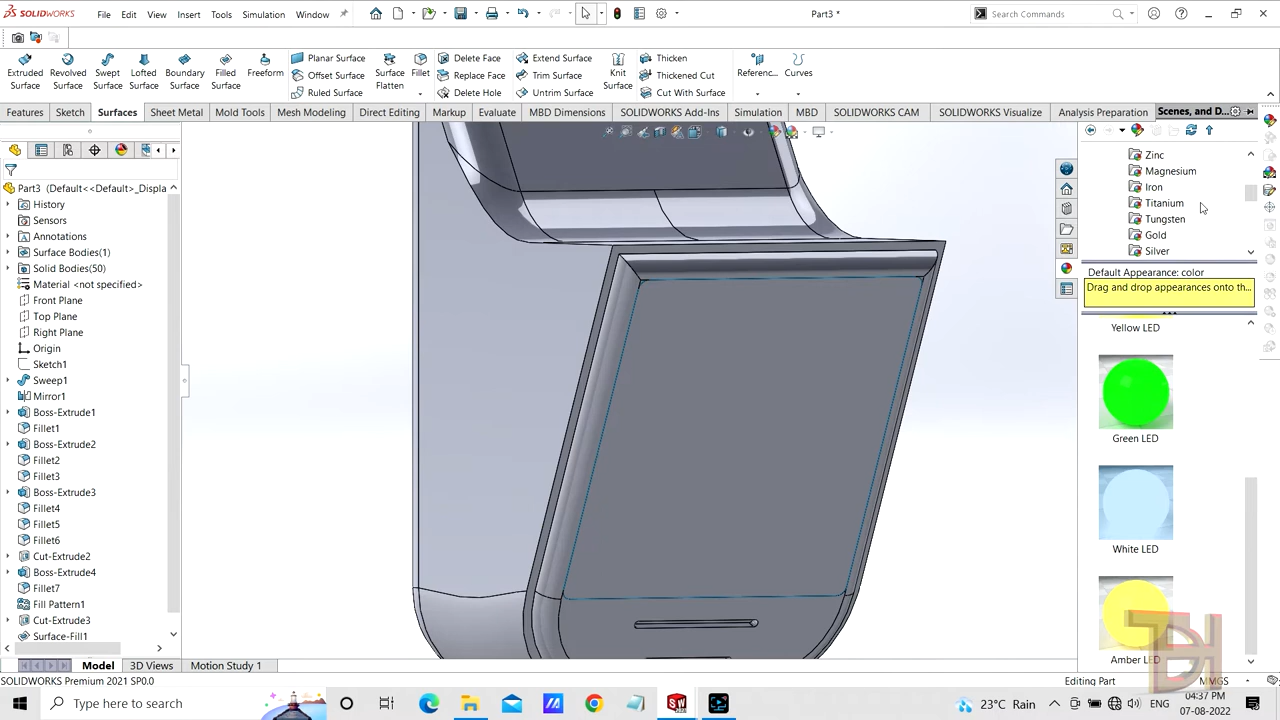 SOLIDWORKS File Edit View Insert Tools Simulation Window Part3 * Search Commands
Extruded Surface Revolved Surface Swept Surface Lofted Surface Boundary Surface Filled Surface Freeform Planar Surface Offset Surface Ruled Surface Surface Flatten Fillet Delete Face Replace Face Delete Hole Extend Surface Trim Surface Untrim Surface Knit Surface Thicken Thickened Cut Cut With Surface Referenc... Curves
Features Sketch Surfaces Sheet Metal Mold Tools Mesh Modeling Direct Editing Markup Evaluate MBD Dimensions SOLIDWORKS Add-Ins Simulation MBD SOLIDWORKS CAM SOLIDWORKS Visualize Analysis Preparation Scenes, and D...
Part3 (Default<<Default>_Displa
History
Sensors
Annotations
Surface Bodies(1)
Solid Bodies(50)
Material <not specified>
Front Plane
Top Plane
Right Plane
Origin
Sketch1
Sweep1
Mirror1
Boss-Extrude1
Fillet1
Boss-Extrude2
Fillet2
Fillet3
Boss-Extrude3
Fillet4
Fillet5
Fillet6
Cut-Extrude2
Boss-Extrude4
Fillet7
Fill Pattern1
Cut-Extrude3
Surface-Fill1
Zinc
Magnesium
Iron
Titanium
Tungsten
Gold
Silver
Default Appearance: color
Drag and drop appearances onto th...
Yellow LED
Green LED
White LED
Amber LED
Model 3D Views Motion Study 1
SOLIDWORKS Premium 2021 SP0.0 Editing Part MMGS
Type here to search 23°C Rain ENG 04:37 PM
07-08-2022